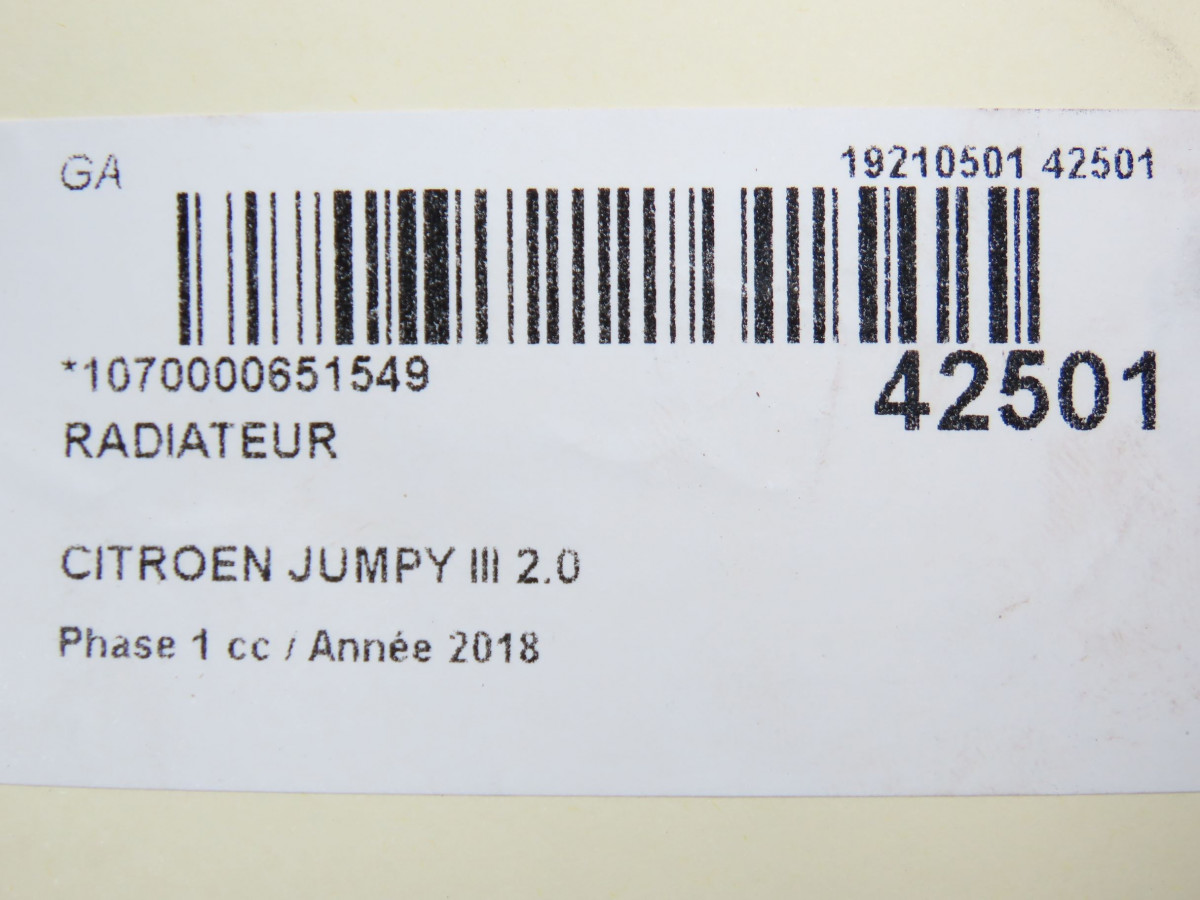 GA
19210501 42501
*1070000651549
42501
RADIATEUR
CITROEN JUMPY III 2.0
Phase 1 cc / Année 2018